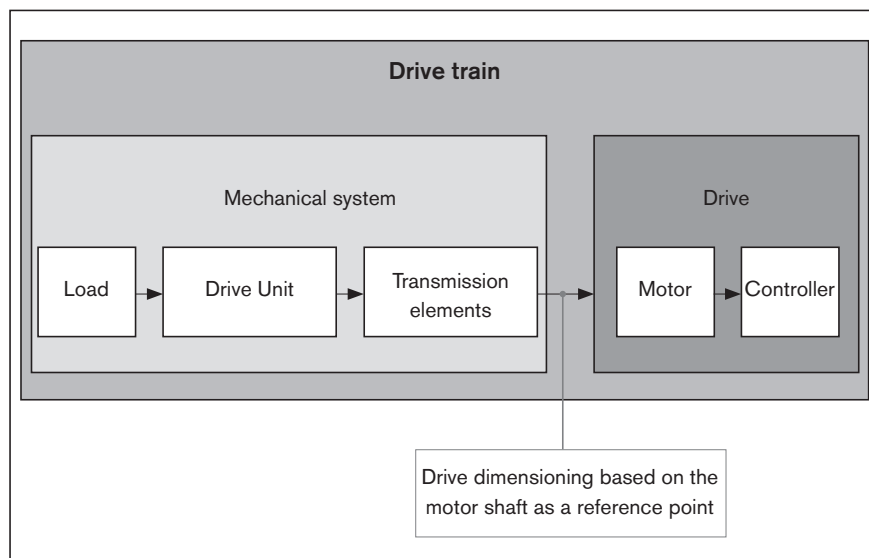 Drive train
Mechanical system
Drive
Load
Drive Unit
Transmission
elements
Motor
Controller
Drive dimensioning based on the
motor shaft as a reference point